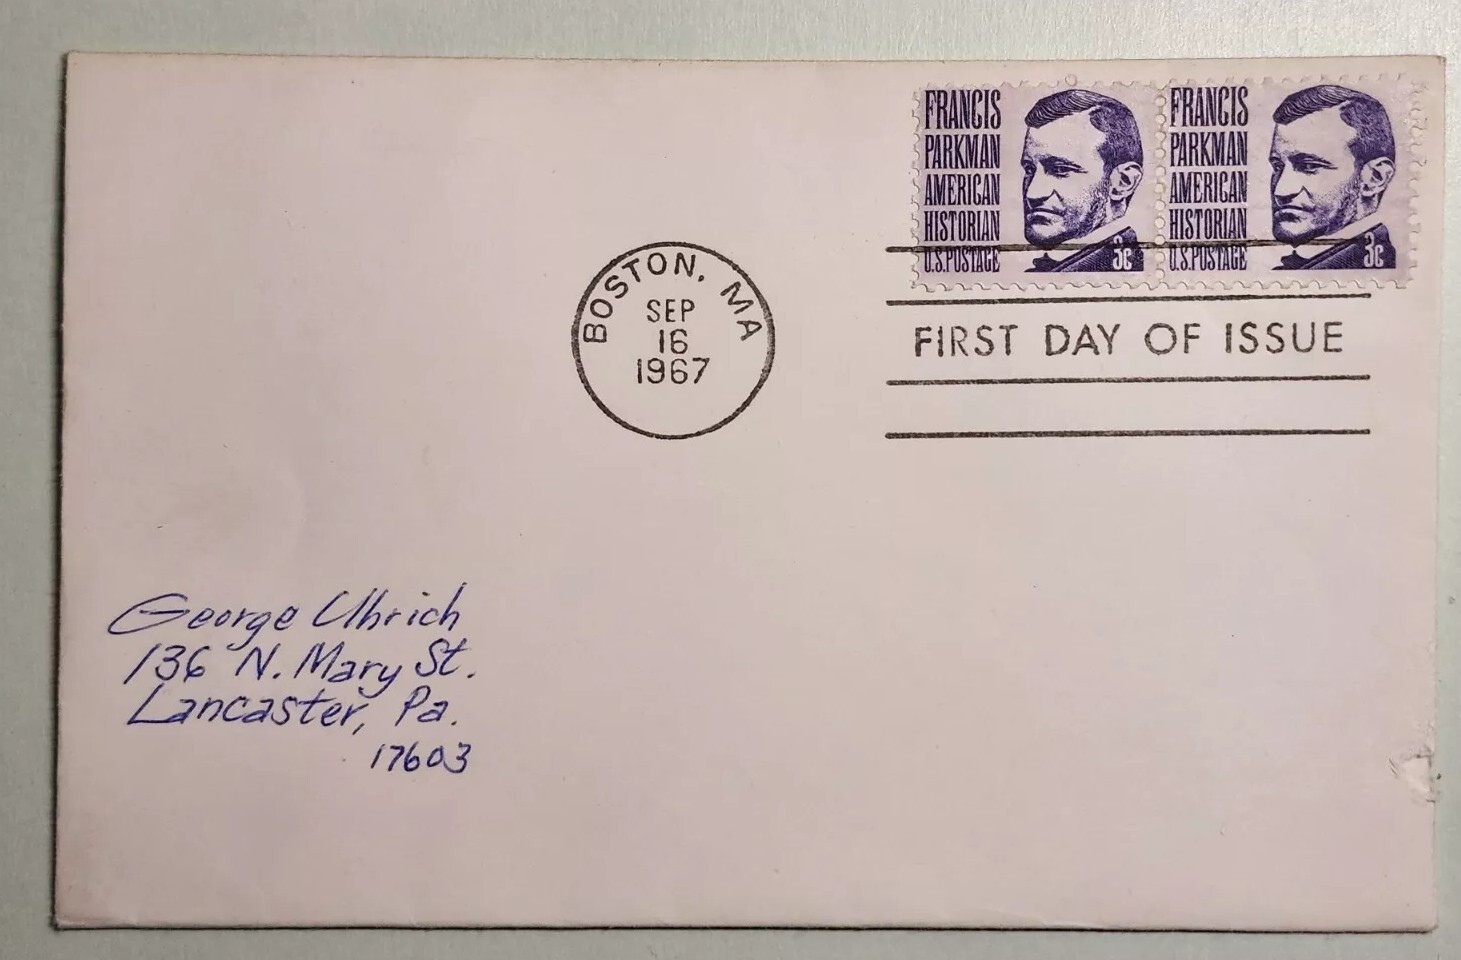 FRANCIS
PARKMAN
AMERICAN
HISTORIAN
U.S. POSTAGE
3c
FRANCIS
PARKMAN
AMERICAN
HISTORIAN
U.S. POSTAGE
3c
BOSTON, MA
SEP
16
1967
FIRST DAY OF ISSUE
George Uhrich
136 N. Mary St.
Lancaster, Pa.
17603